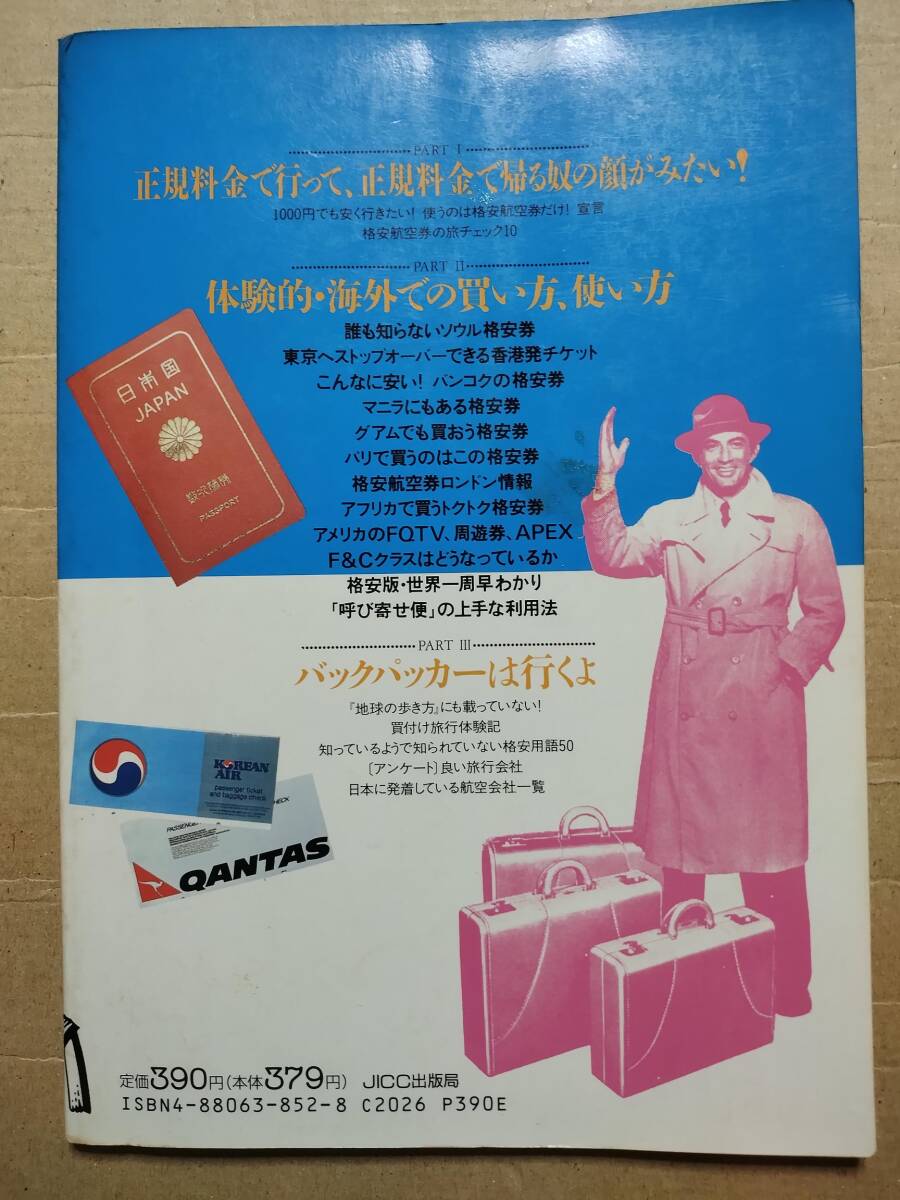 PART I
正規料金で行って、正規料金で帰る奴の顔がみたい!
1000円でも安く行きたい! 使うのは格安航空券だけ! 宣言
格安航空券の旅チェック10
PART II
体験的・海外での買い方、使い方
誰も知らないソウル格安券
東京へストップオーバーできる香港発チケット
こんなに安い! バンコクの格安券
マニラにもある格安券
グアムでも買おう格安券
パリで買うのはこの格安券
格安航空券ロンドン情報
アフリカで買うトクトク格安券
アメリカのFQTV、周遊券、APEX
F&Cクラスはどうなっているか
格安版・世界一周早わかり
「呼び寄せ便」の上手な利用法
PART III
バックパッカーは行くよ
『地球の歩き方』にも載っていない!
買付け旅行体験記
知っているようで知られていない格安用語50
〔アンケート〕良い旅行会社
日本に発着している航空会社一覧
日本国
JAPAN
PASSPORT
KOREAN
AIR
passenger ticket
and baggage check
CHECK
QANTAS
定価390円(本体379円) JICC出版局
ISBN4-88063-852-8 C2026 P390E